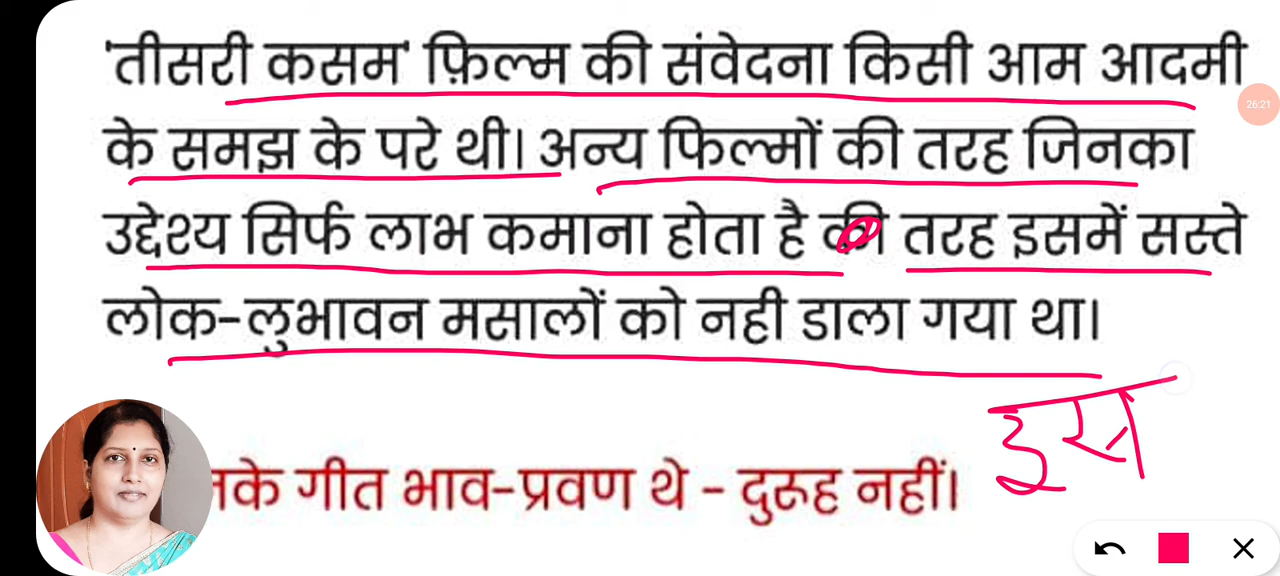 'तीसरी कसम' फ़िल्म की संवेदना किसी आम आदमी
26:21
के समझ के परे थी। अन्य फिल्मों की तरह जिनका
उद्देश्य सिर्फ लाभ कमाना होता है की तरह इसमें सस्ते
लोक-लुभावन मसालों को नही डाला गया था।
इस
गीत भाव-प्रवण थे - दुरूह नहीं।